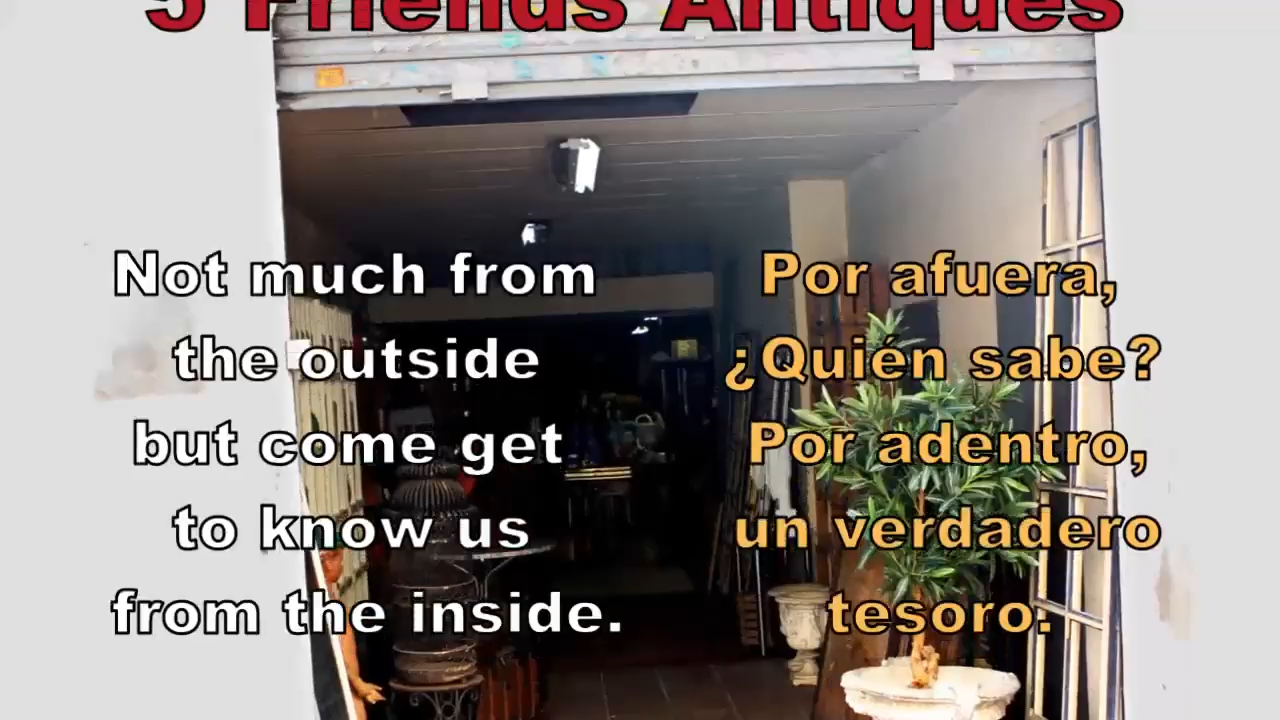 5 Friends Antiques
Not much from
the outside
but come get
to know us
from the inside.
Por afuera,
¿Quién sabe?
Por adentro,
un verdadero
tesoro.